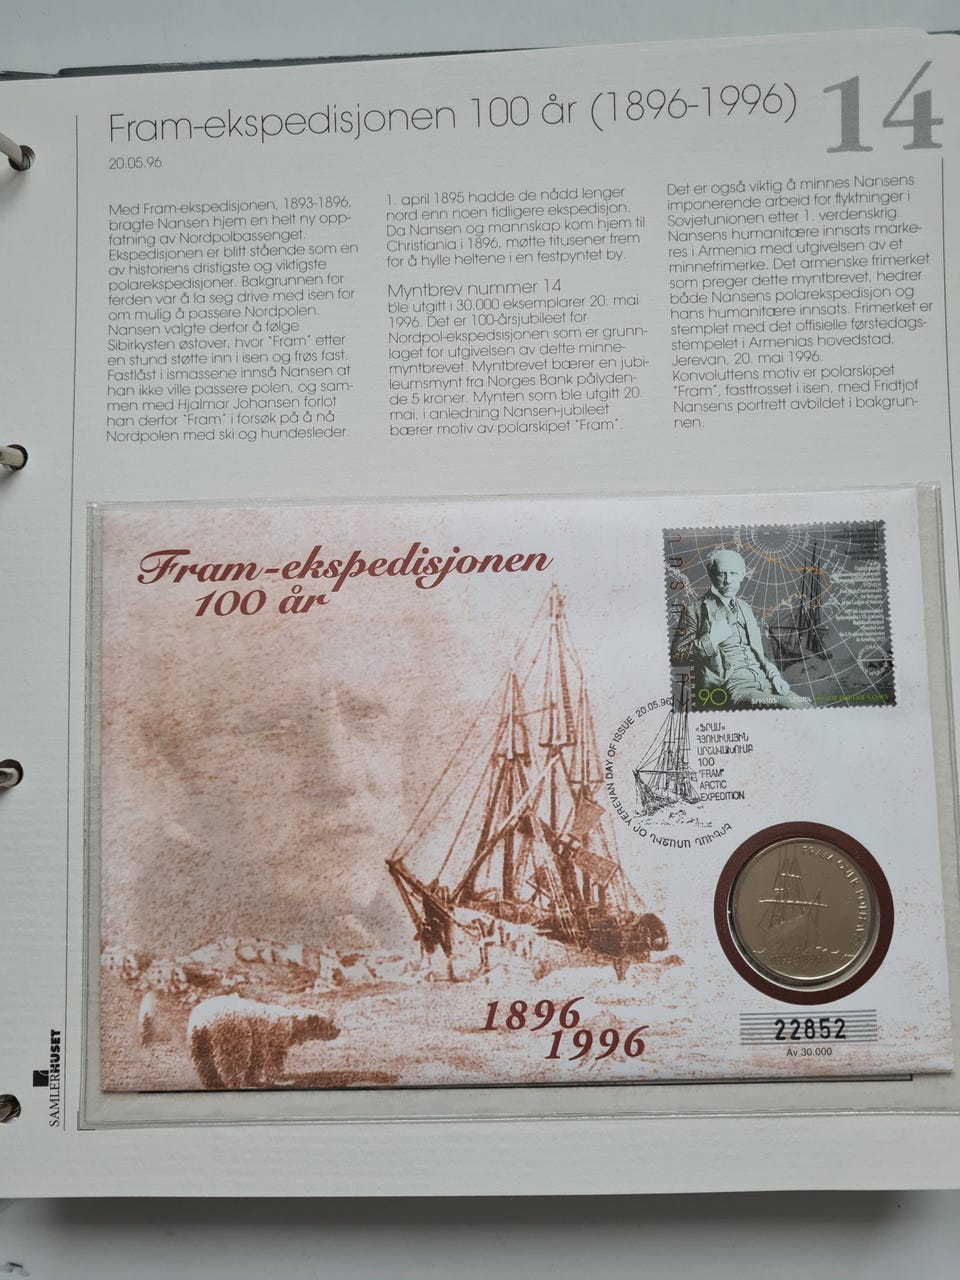 Fram-ekspedisjonen 100 år (1896-1996)
14
20.05.96
Med Fram-ekspedisjonen, 1893-1896,
bragte Nansen hjem en helt ny opp-
fatning av Nordpolbassenget.
Ekspedisjonen er blitt stående som en
av historiens dristigste og viktigste
polarekspedisjoner. Bakgrunnen for
ferden var å la seg drive med isen for
om mulig å passere Nordpolen.
Nansen valgte derfor å følge
Sibirkysten østover, hvor "Fram" etter
en stund støtte inn i isen og frøs fast.
Fastlåst i ismassene innså Nansen at
han ikke ville passere polen, og sam-
men med Hjalmar Johansen forlot
han derfor "Fram" i forsøk på å nå
Nordpolen med ski og hundesleder.
1. april 1895 hadde de nådd lenger
nord enn noen tidligere ekspedisjon.
Da Nansen og mannskap kom hjem til
Christiania i 1896, møtte titusener frem
for å hylle heltene i en festpyntet by.
Myntbrev nummer 14
ble utgitt i 30.000 eksemplarer 20. mai
1996. Det er 100-årsjubileet for
Nordpol-ekspedisjonen som er grunn-
laget for utgivelsen av dette minne-
myntbrevet. Myntbrevet bærer en jubi-
leumsmynt fra Norges Bank pålyden-
de 5 kroner. Mynten som ble utgitt 20.
mai, i anledning Nansen-jubileet
bærer motiv av polarskipet "Fram".
Det er også viktig å minnes Nansens
imponerende arbeid for flyktninger i
Sovjetunionen etter 1. verdenskrig.
Nansens humanitære innsats marke-
res i Armenia med utgivelsen av et
minnefrimerke. Det armenske frimerket
som preger dette myntbrevet, hedrer
både Nansens polarekspedisjon og
hans humanitære innsats. Frimerket er
stemplet med det offisielle førstedags-
stempelet i Armenias hovedstad,
Jerevan, 20. mai 1996.
Konvoluttens motiv er polarskipet
"Fram", fastfrosset i isen, med Fridtjof
Nansens portrett avbildet i bakgrun-
nen.
Fram-ekspedisjonen
100 år
ՀԱՅԱՍՏԱՆ
90
FRIDTJOF NANSEN
YEREVAN DAY OF ISSUE 20.05.96
«ՖՐԱՄ»
ՀՅՈՒՍԻՍԱՅԻՆ
ԱՐՇԱՎԱԽՈՒՄԲ
100
"FRAM"
ARCTIC
EXPEDITION
FRAM OVER POLHAVET
1893-1896
1896
1996
22852
Av 30.000
SAMLERHUSET